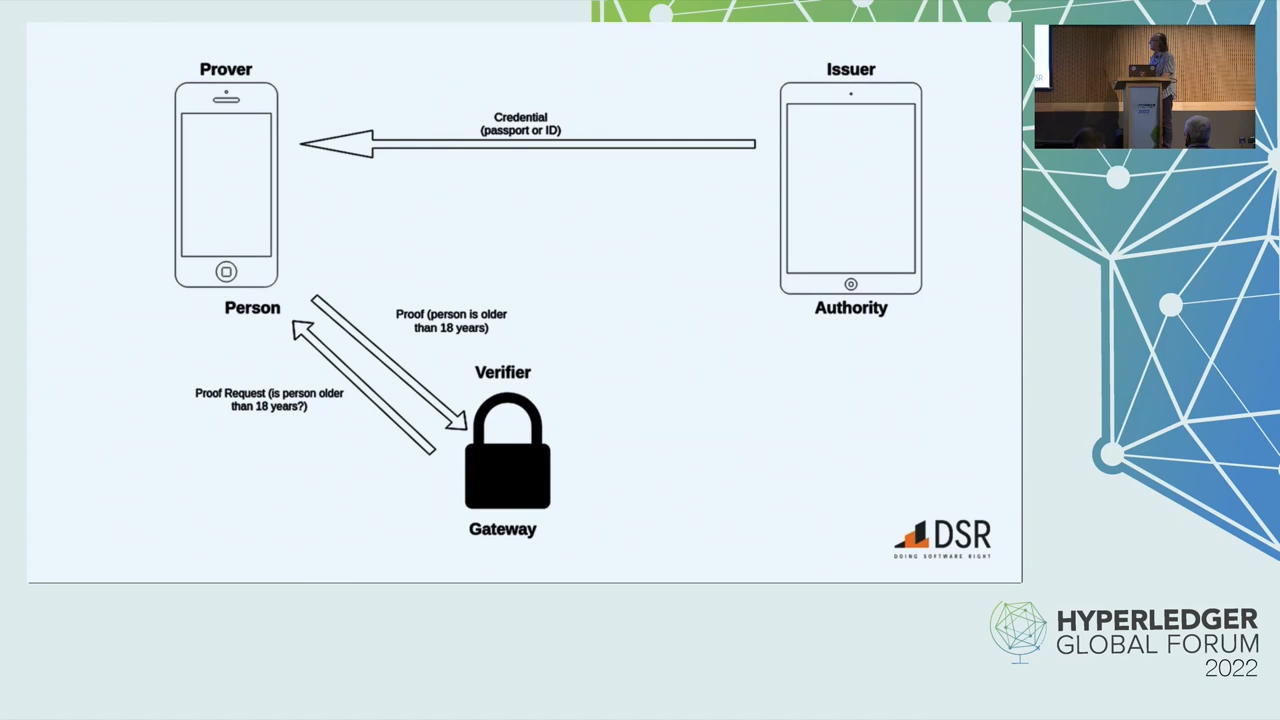 Prover
Issuer
Credential
(passport or ID)
Person
Authority
Proof (person is older
than 18 years)
Verifier
Proof Request (is person older
than 18 years?)
Gateway
DSR
DOING SOFTWARE RIGHT
HYPERLEDGER
GLOBAL FORUM
2022